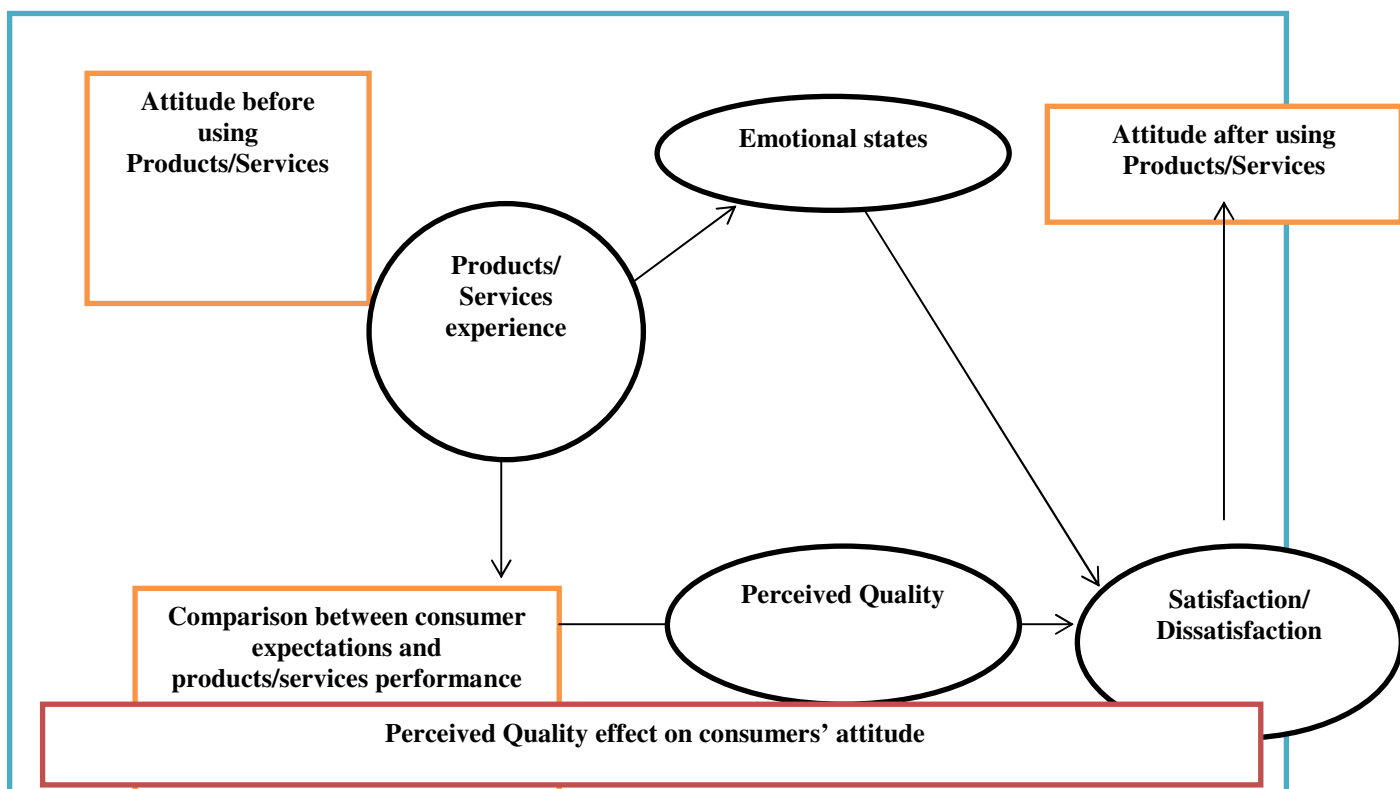 Attitude before
using
Products/Services
Emotional states
Attitude after using
Products/Services
Products/
Services
experience
Comparison between consumer
expectations and
products/services performance
Perceived Quality
Satisfaction/
Dissatisfaction
Perceived Quality effect on consumers’ attitude